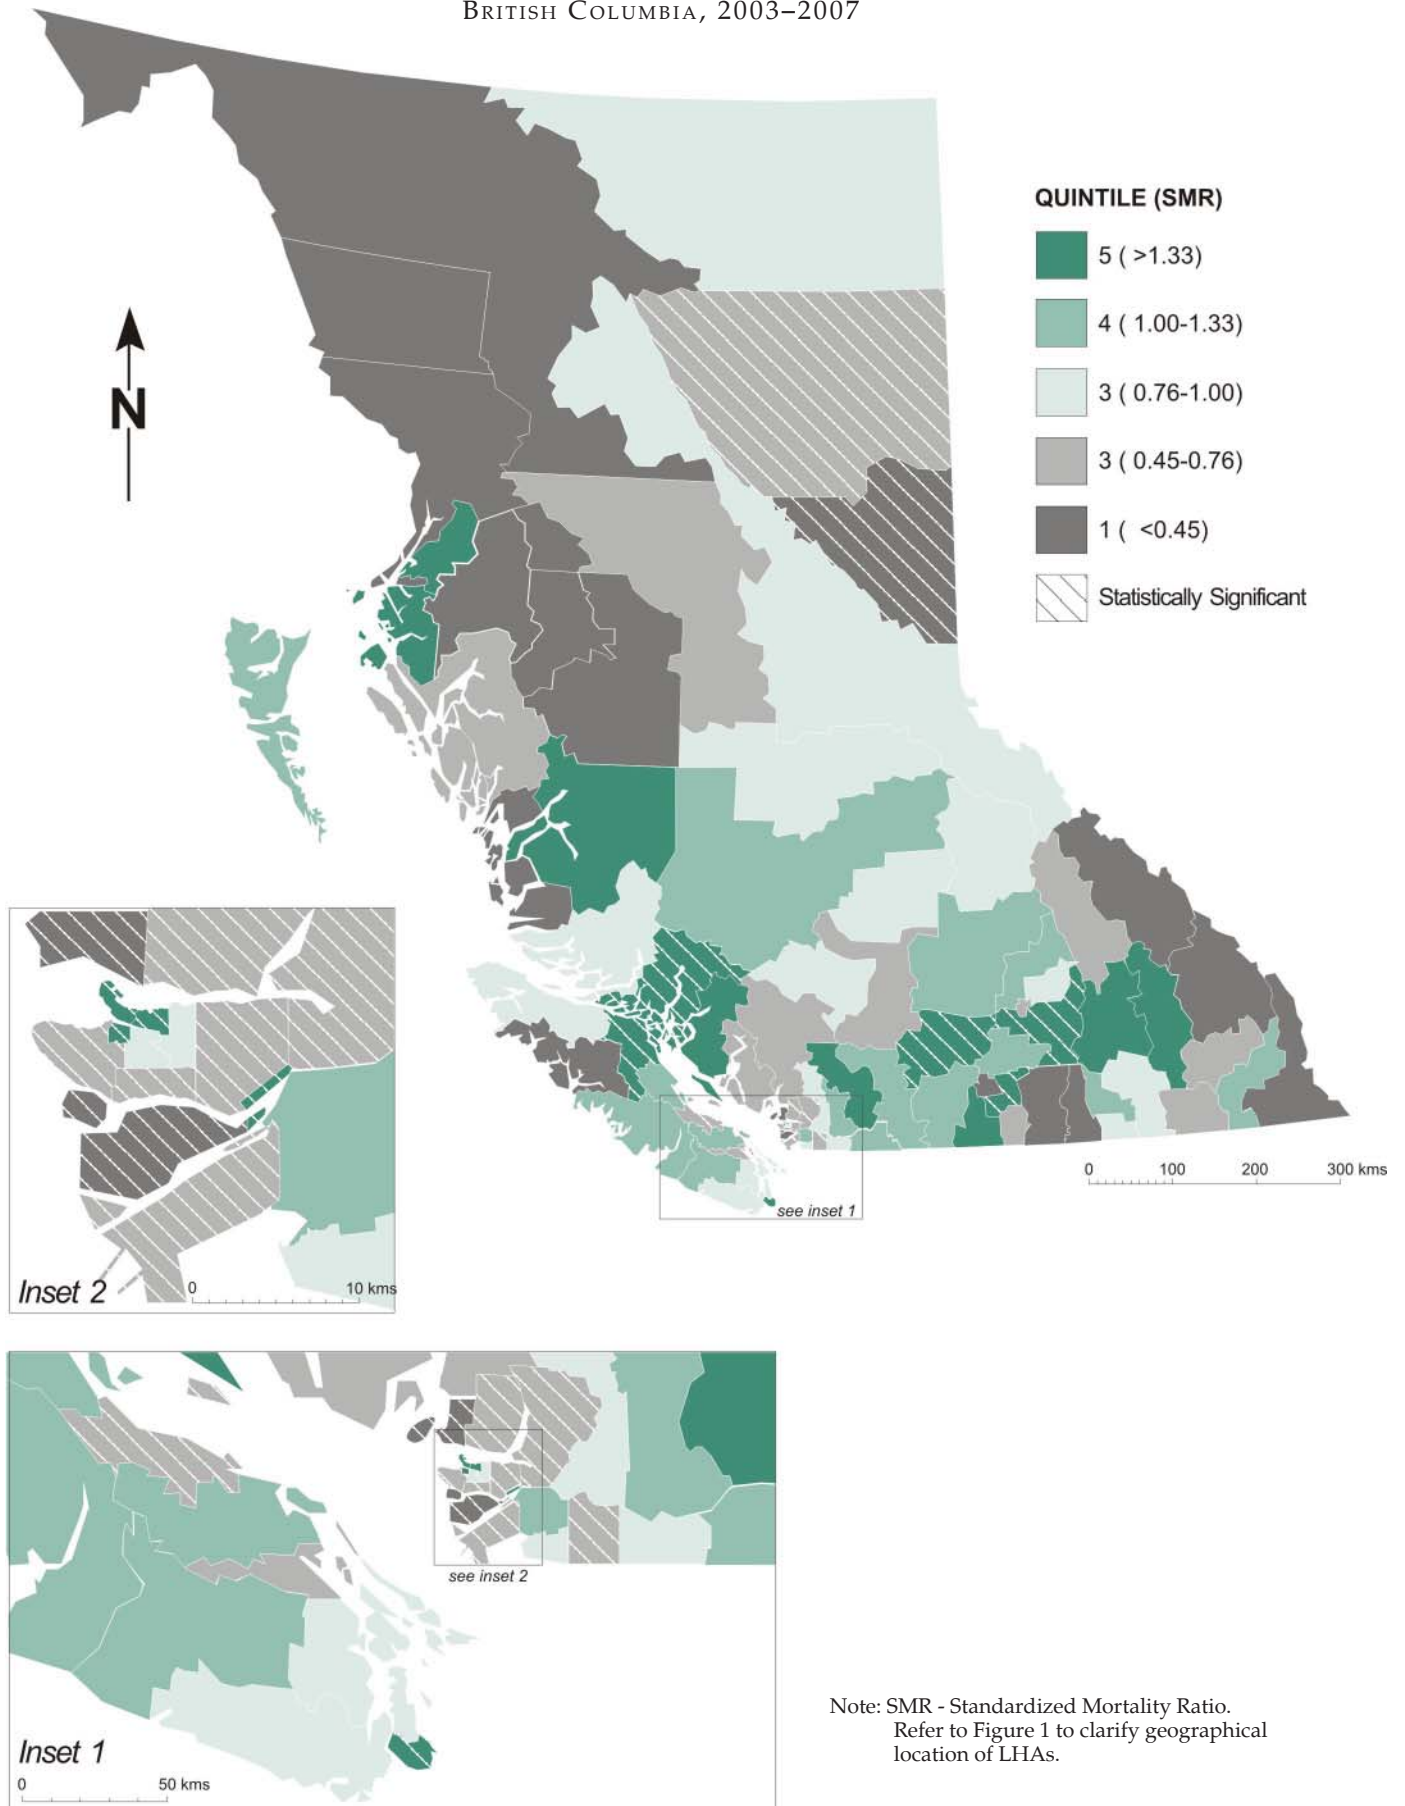 BRITISH COLUMBIA, 2003–2007
QUINTILE (SMR)
5 ( >1.33)
4 ( 1.00-1.33)
3 ( 0.76-1.00)
3 ( 0.45-0.76)
1 ( <0.45)
Statistically Significant
N
0 100 200 300 kms
see inset 1
Inset 2
0 10 kms
see inset 2
Inset 1
0 50 kms
Note: SMR - Standardized Mortality Ratio.
Refer to Figure 1 to clarify geographical
location of LHAs.